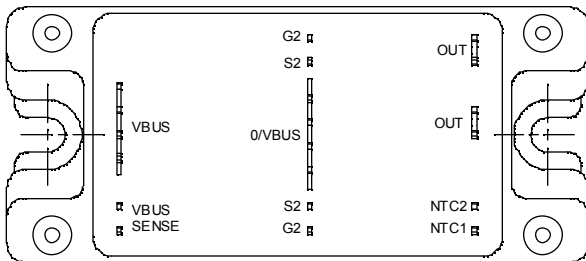 G2
S2
OUT
VBUS
0/VBUS
OUT
VBUS
SENSE
S2
G2
NTC2
NTC1